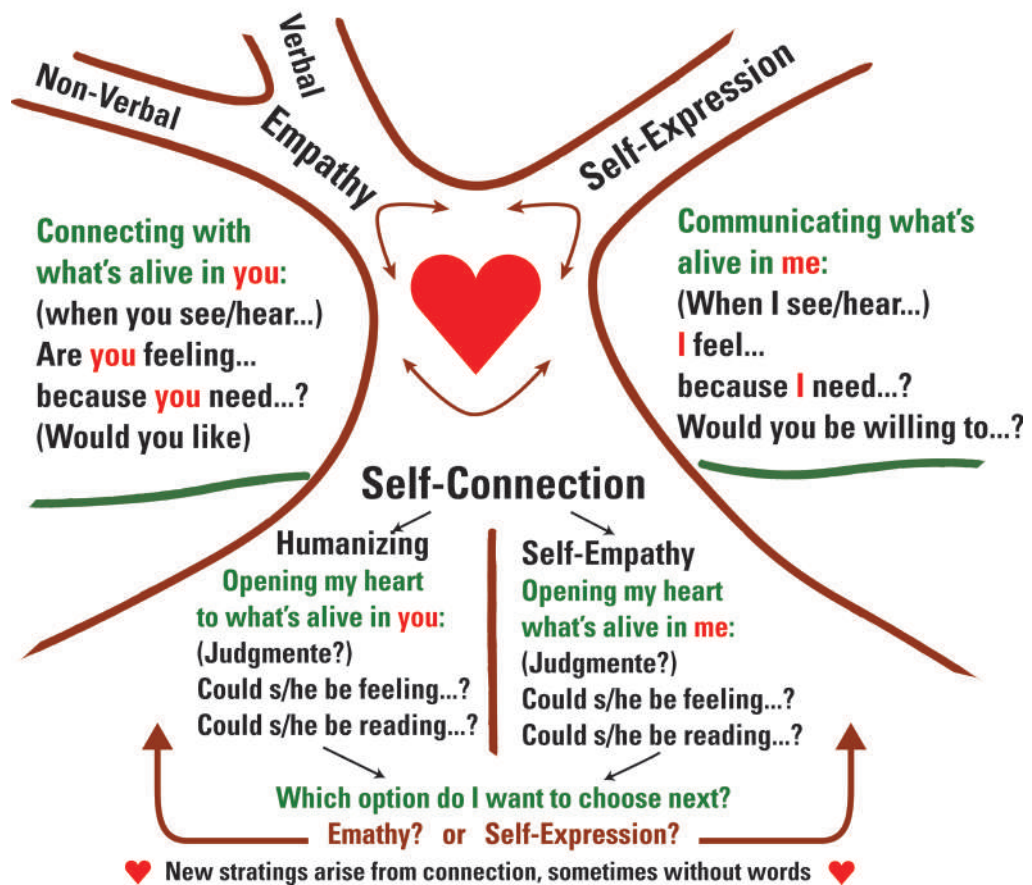 Non-Verbal
Verbal
Empathy
Self-Expression
Connecting with
what's alive in you:
(when you see/hear...)
Are you feeling...
because you need...?
(Would you like)
Communicating what's
alive in me:
(When I see/hear...)
I feel...
because I need...?
Would you be willing to...?
Self-Connection
Humanizing
Opening my heart
to what's alive in you:
(Judgmente?)
Could s/he be feeling...?
Could s/he be reading...?
Self-Empathy
Opening my heart
what's alive in me:
(Judgmente?)
Could s/he be feeling...?
Could s/he be reading...?
Which option do I want to choose next?
Emathy? or Self-Expression?
New stratings arise from connection, sometimes without words